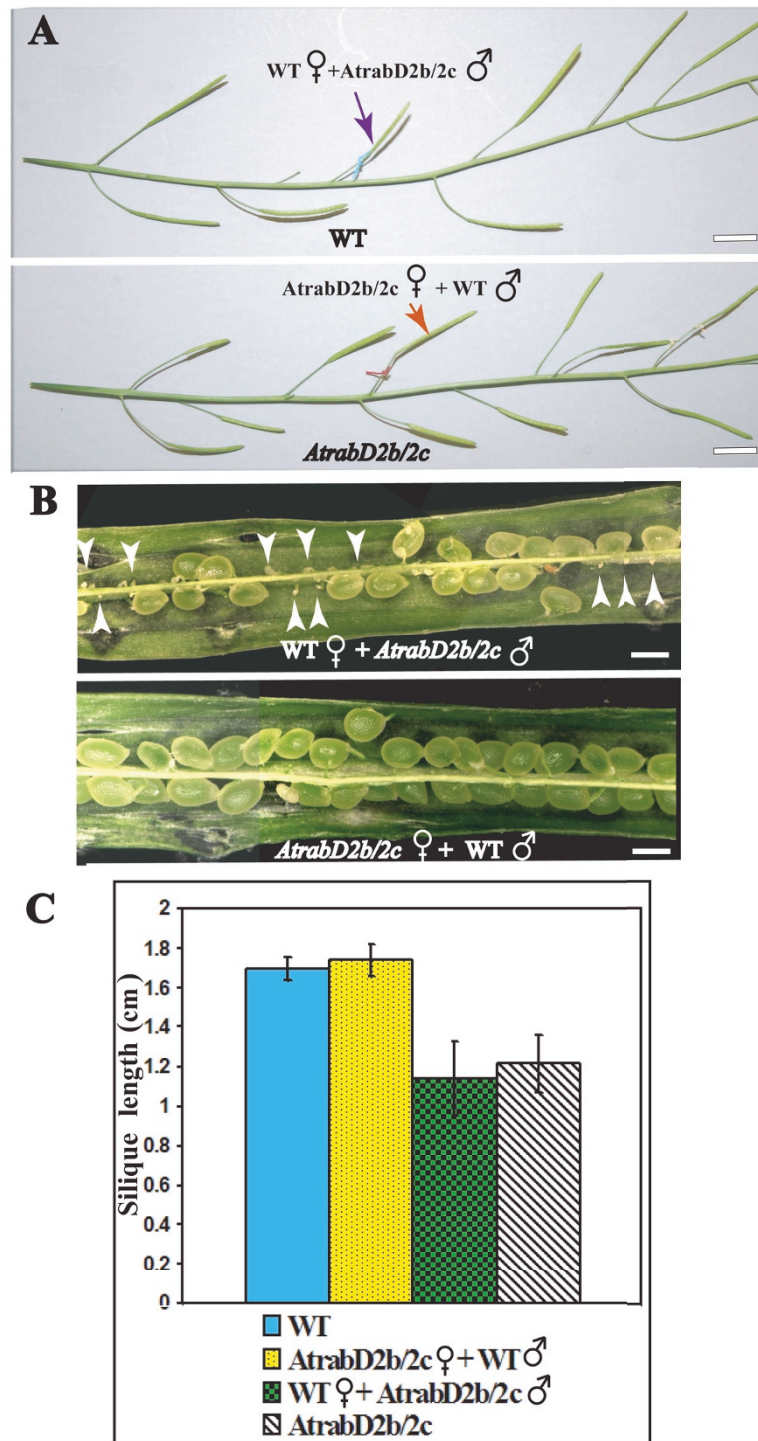 A
WT ♀+AtrabD2b/2c ♂
WT
AtrabD2b/2c ♀ + WT ♂
AtrabD2b/2c
B
WT ♀ + AtrabD2b/2c ♂
AtrabD2b/2c ♀ + WT ♂
C
Silique length (cm)
2
1.8
1.6
1.4
1.2
1
0.8
0.6
0.4
0.2
0
WT
AtrabD2b/2c♀+WT♂
WT♀+AtrabD2b/2c♂
AtrabD2b/2c